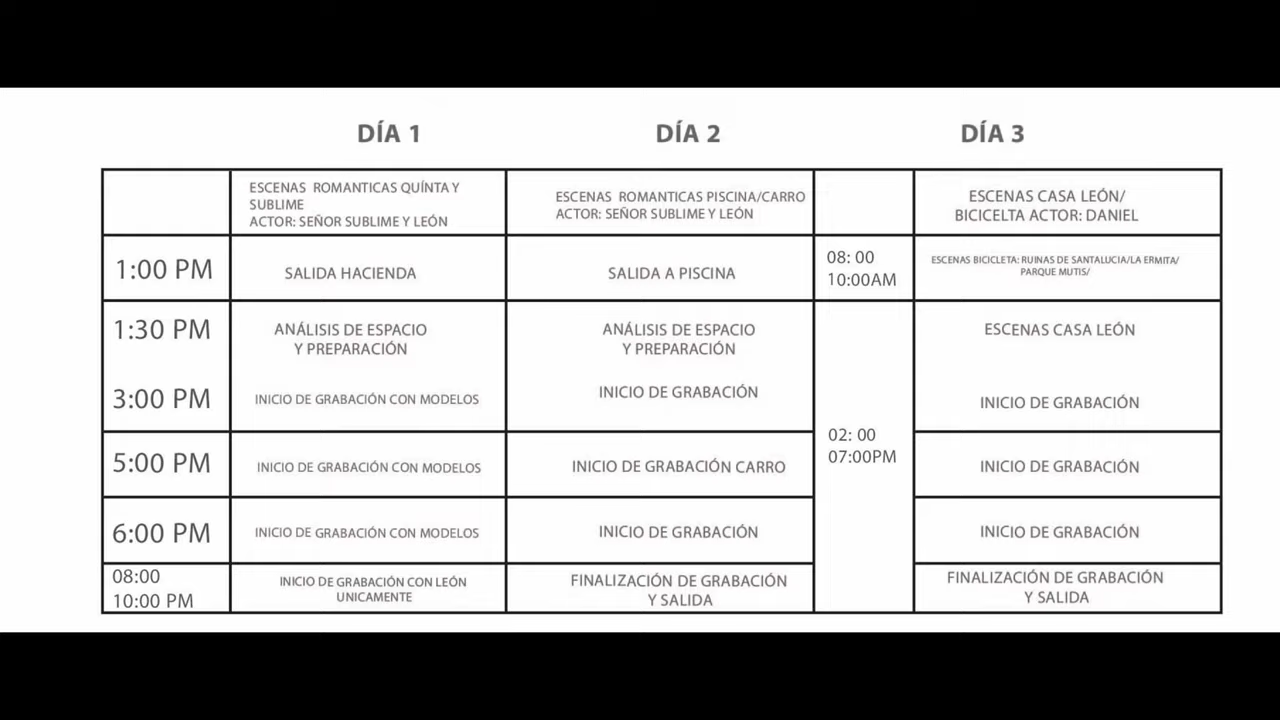 DÍA 1
DÍA 2
DÍA 3
ESCENAS ROMANTICAS QUÍNTA Y
SUBLIME
ACTOR: SEÑOR SUBLIME Y LEÓN
ESCENAS ROMANTICAS PISCINA/CARRO
ACTOR: SEÑOR SUBLIME Y LEÓN
ESCENAS CASA LEÓN/
BICICELTA ACTOR: DANIEL
1:00 PM
SALIDA HACIENDA
SALIDA A PISCINA
08: 00
10:00AM
ESCENAS BICICLETA: RUINAS DE SANTALUCIA/LA ERMITA/
PARQUE MUTIS/
1:30 PM
ANÁLISIS DE ESPACIO
Y PREPARACIÓN
ANÁLISIS DE ESPACIO
Y PREPARACIÓN
ESCENAS CASA LEÓN
3:00 PM
INICIO DE GRABACIÓN CON MODELOS
INICIO DE GRABACIÓN
INICIO DE GRABACIÓN
02: 00
07:00PM
5:00 PM
INICIO DE GRABACIÓN CON MODELOS
INICIO DE GRABACIÓN CARRO
INICIO DE GRABACIÓN
6:00 PM
INICIO DE GRABACIÓN CON MODELOS
INICIO DE GRABACIÓN
INICIO DE GRABACIÓN
08:00
10:00 PM
INICIO DE GRABACIÓN CON LEÓN
UNICAMENTE
FINALIZACIÓN DE GRABACIÓN
Y SALIDA
FINALIZACIÓN DE GRABACIÓN
Y SALIDA